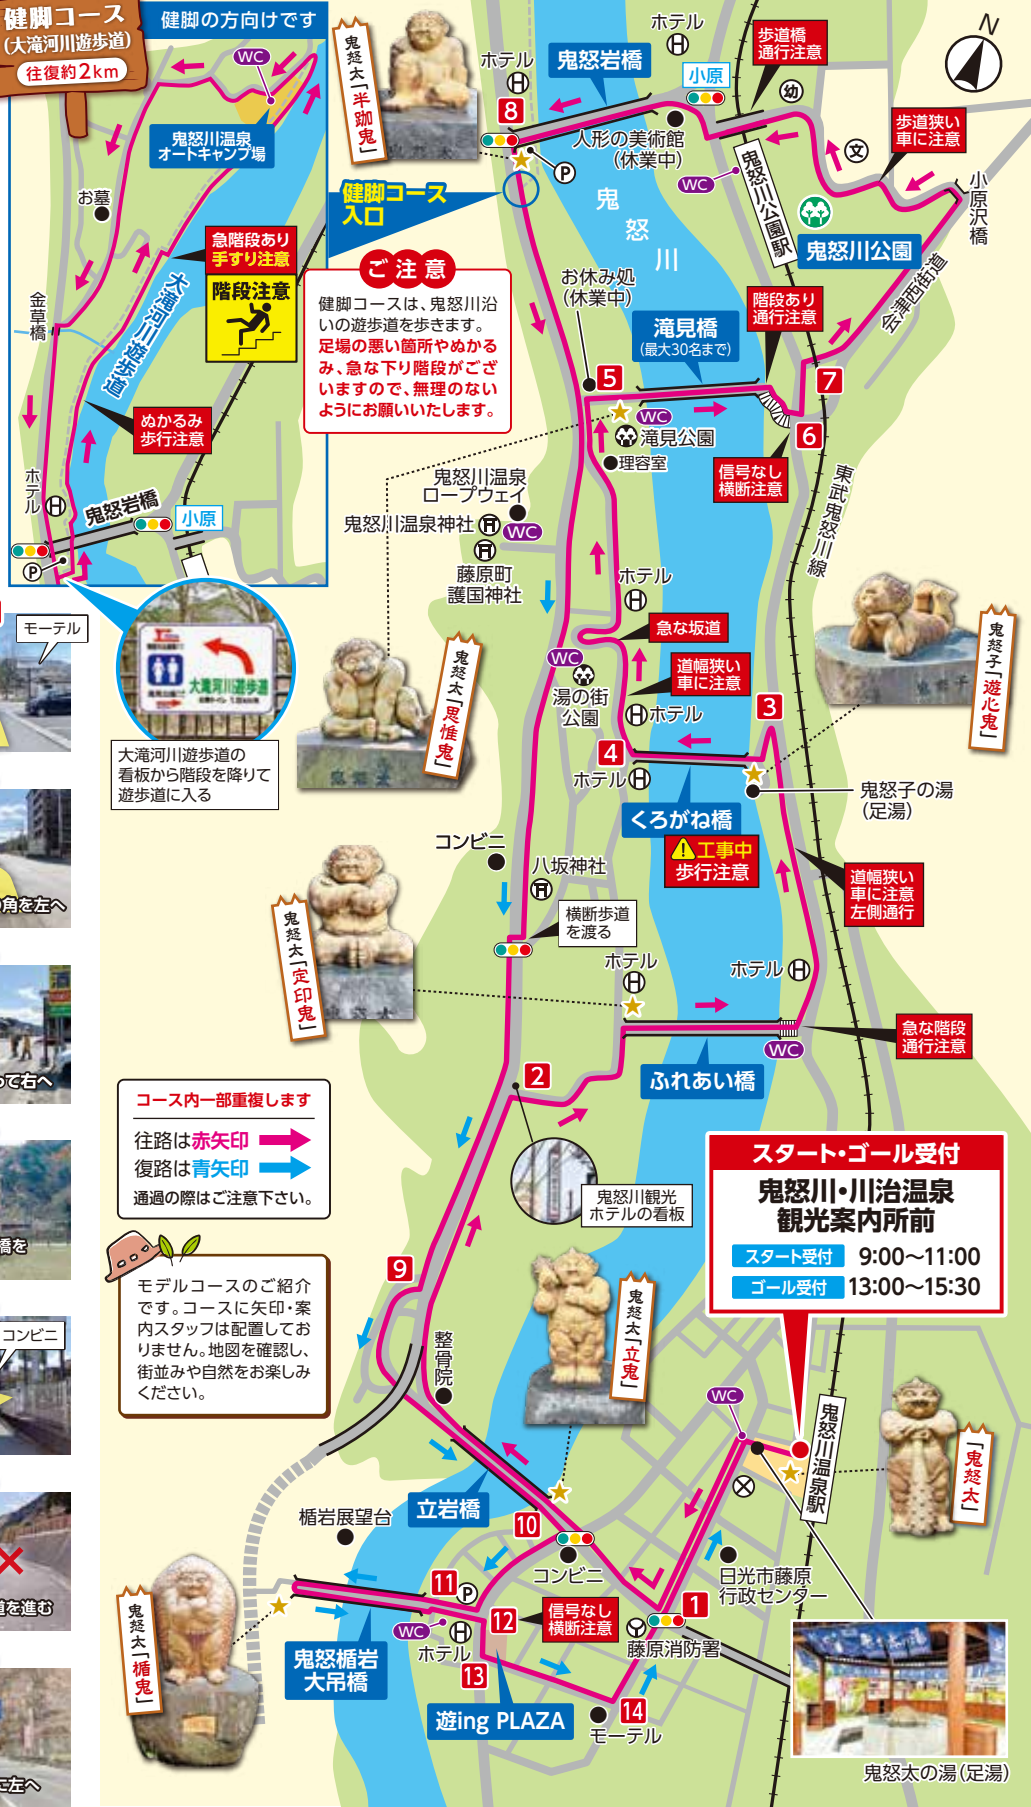 健脚コース
(大滝河川遊歩道)
往復約2km
健脚の方向けです
WC
鬼怒川温泉
オートキャンプ場
お墓
急階段あり
手すり注意
階段注意
金草橋
大滝河川遊歩道
ぬかるみ
歩行注意
ホテル
H
鬼怒岩橋
小原
P
モーテル
大滝河川遊歩道
大滝河川遊歩道の
看板から階段を降りて
遊歩道に入る
角を左へ
って右へ
橋を
コンビニ
道を進む
に左へ
鬼怒太「半跏鬼」
ホテル
H
8
鬼怒岩橋
ホテル
H
小原
歩道橋
通行注意
N
幼
人形の美術館
(休業中)
P
健脚コース
入口
文
歩道狭い
車に注意
WC
鬼怒川公園駅
小原沢橋
鬼怒川
鬼怒川公園
会津西街道
ご注意
健脚コースは、鬼怒川沿
いの遊歩道を歩きます。
足場の悪い箇所やぬかる
み、急な下り階段がござ
いますので、無理のない
ようにお願いいたします。
お休み処
(休業中)
滝見橋
(最大30名まで)
階段あり
通行注意
5
7
WC
滝見公園
6
理容室
信号なし
横断注意
東武鬼怒川線
鬼怒川温泉
ロープウェイ
鬼怒川温泉神社
WC
藤原町
護国神社
ホテル
H
急な坂道
WC
湯の街
公園
道幅狭い
車に注意
H
ホテル
3
4
ホテル
H
くろがね橋
工事中
歩行注意
鬼怒子の湯
(足湯)
鬼怒子「遊心鬼」
鬼怒太「思惟鬼」
コンビニ
八坂神社
道幅狭い
車に注意
左側通行
横断歩道
を渡る
鬼怒太「定印鬼」
ホテル
H
ホテル
H
急な階段
通行注意
WC
ふれあい橋
2
コース内一部重複します
往路は赤矢印
復路は青矢印
通過の際はご注意下さい。
鬼怒川観光
ホテルの看板
スタート・ゴール受付
鬼怒川・川治温泉
観光案内所前
スタート受付 9:00〜11:00
ゴール受付 13:00〜15:30
モデルコースのご紹介
です。コースに矢印・案
内スタッフは配置してお
りません。地図を確認し、
街並みや自然をお楽しみ
ください。
9
整骨院
鬼怒太「立鬼」
WC
鬼怒川温泉駅
「鬼怒太」
立岩橋
楯岩展望台
10
コンビニ
日光市藤原
行政センター
11
P
12
信号なし
横断注意
1
藤原消防署
WC
ホテル
H
鬼怒楯岩
大吊橋
13
遊ing PLAZA
14
モーテル
鬼怒太「楯鬼」
鬼怒太の湯(足湯)